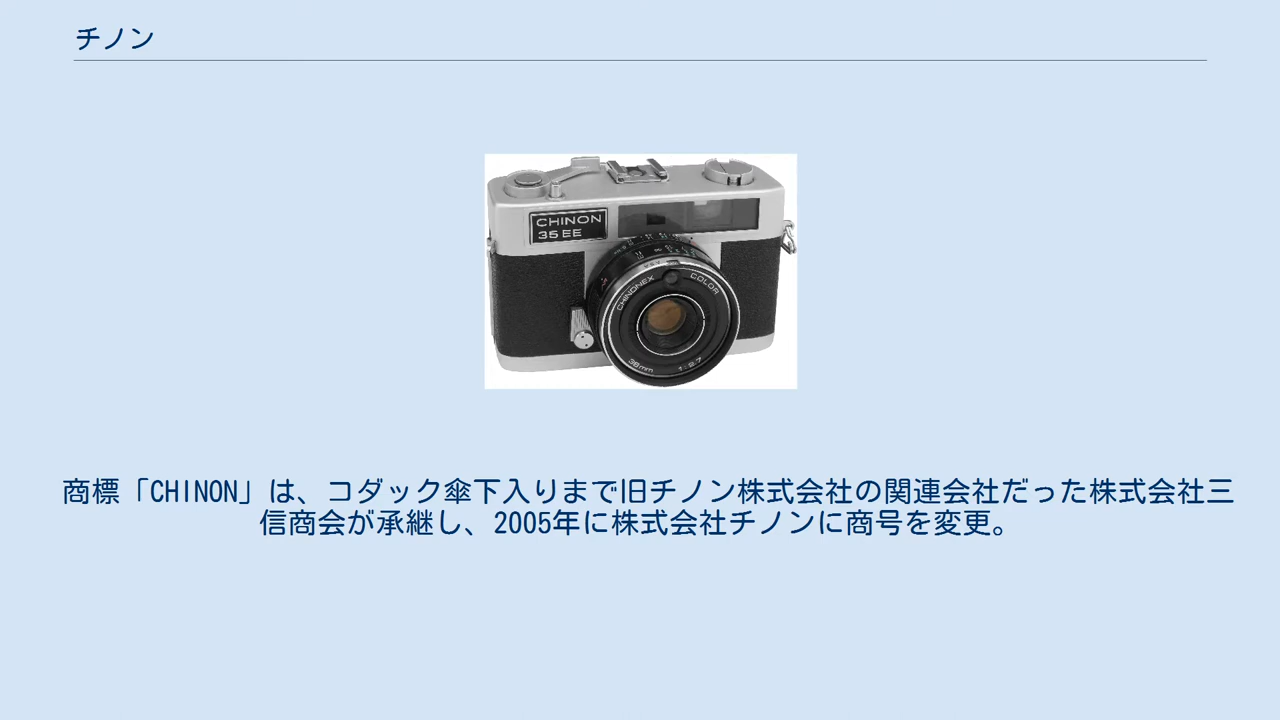 チノン
CHINON
35 EE
CHINONEX COLOR
38mm 1:2.7
商標「CHINON」は、コダック傘下入りまで旧チノン株式会社の関連会社だった株式会社三
信商会が承継し、2005年に株式会社チノンに商号を変更。